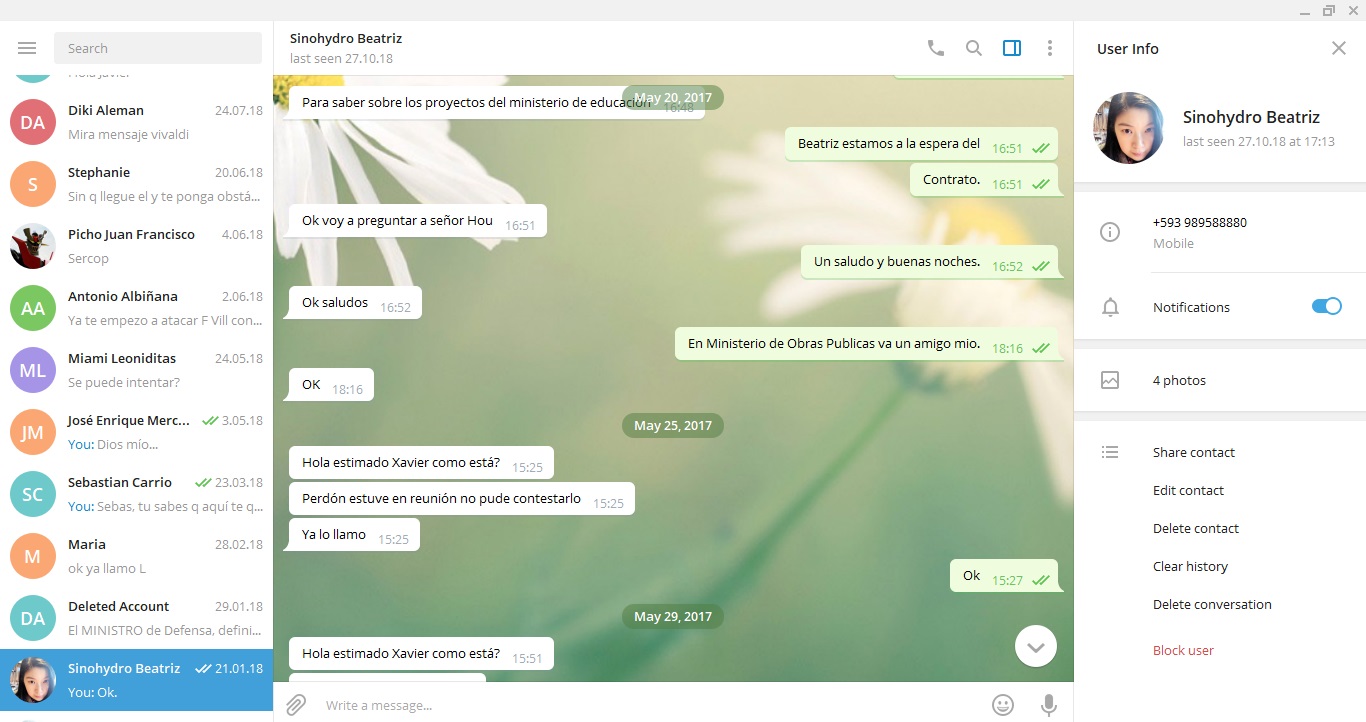 Search
Hola Javier
Diki Aleman 24.07.18
Mira mensaje vivaldi
Stephanie 20.06.18
Sin q llegue el y te ponga obstá...
Picho Juan Francisco 4.06.18
Sercop
AA Antonio Albiñana 2.06.18
Ya te empezo a atacar F Vill con...
ML Miami Leoniditas 24.05.18
Se puede intentar?
JM José Enrique Merc... 3.05.18
You: Dios mío...
SC Sebastian Carrio 23.03.18
You: Sebas, tu sabes q aquí te q...
M Maria 28.02.18
ok ya llamo L
DA Deleted Account 29.01.18
El MINISTRO de Defensa, defini...
Sinohydro Beatriz 21.01.18
You: Ok.
DA
S
Sinohydro Beatriz
last seen 27.10.18
May 20, 2017
Para saber sobre los proyectos del ministerio de educación 16:48
Beatriz estamos a la espera del 16:51
Contrato. 16:51
Ok voy a preguntar a señor Hou 16:51
Un saludo y buenas noches. 16:52
Ok saludos 16:52
En Ministerio de Obras Publicas va un amigo mio. 18:16
OK 18:16
May 25, 2017
Hola estimado Xavier como está? 15:25
Perdón estuve en reunión no pude contestarlo 15:25
Ya lo llamo 15:25
Ok 15:27
May 29, 2017
Hola estimado Xavier como está? 15:51
Write a message...
User Info
Sinohydro Beatriz
last seen 27.10.18 at 17:13
+593 989588880
Mobile
Notifications
4 photos
Share contact
Edit contact
Delete contact
Clear history
Delete conversation
Block user